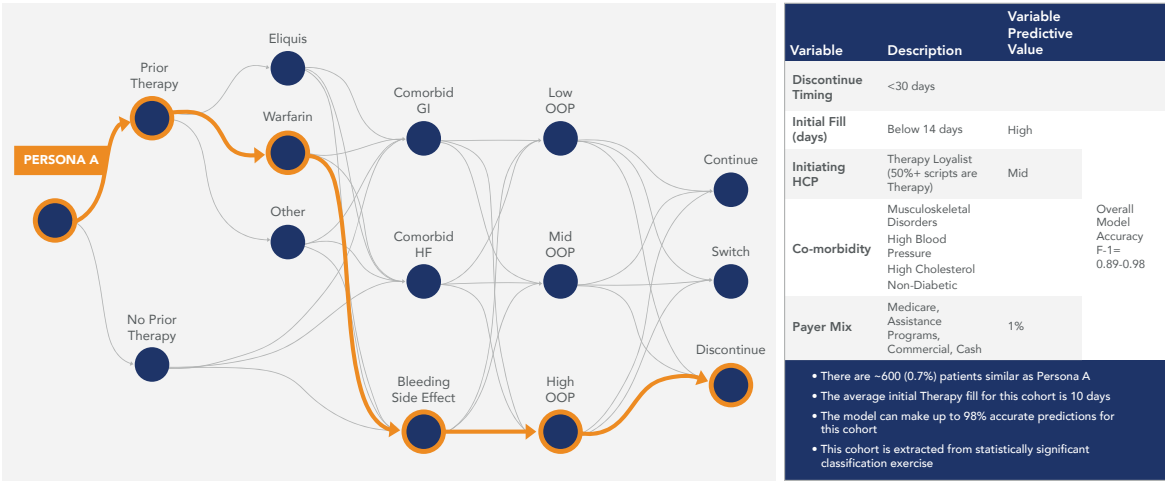 Eliquis
Prior
Therapy
Warfarin
PERSONA A
Other
No Prior
Therapy
Comorbid
GI
Comorbid
HF
Bleeding
Side Effect
Low
OOP
Mid
OOP
High
OOP
Continue
Switch
Discontinue
Variable
Description
Variable
Predictive
Value
Discontinue
Timing
<30 days
Initial Fill
(days)
Below 14 days
High
Initiating
HCP
Therapy Loyalist
(50%+ scripts are
Therapy)
Mid
Co-morbidity
Musculoskeletal
Disorders
High Blood
Pressure
High Cholesterol
Non-Diabetic
Overall
Model
Accuracy
F-1=
0.89-0.98
Payer Mix
Medicare,
Assistance
Programs,
Commercial, Cash
1%
• There are ~600 (0.7%) patients similar as Persona A
• The average initial Therapy fill for this cohort is 10 days
• The model can make up to 98% accurate predictions for
this cohort
• This cohort is extracted from statistically significant
classification exercise